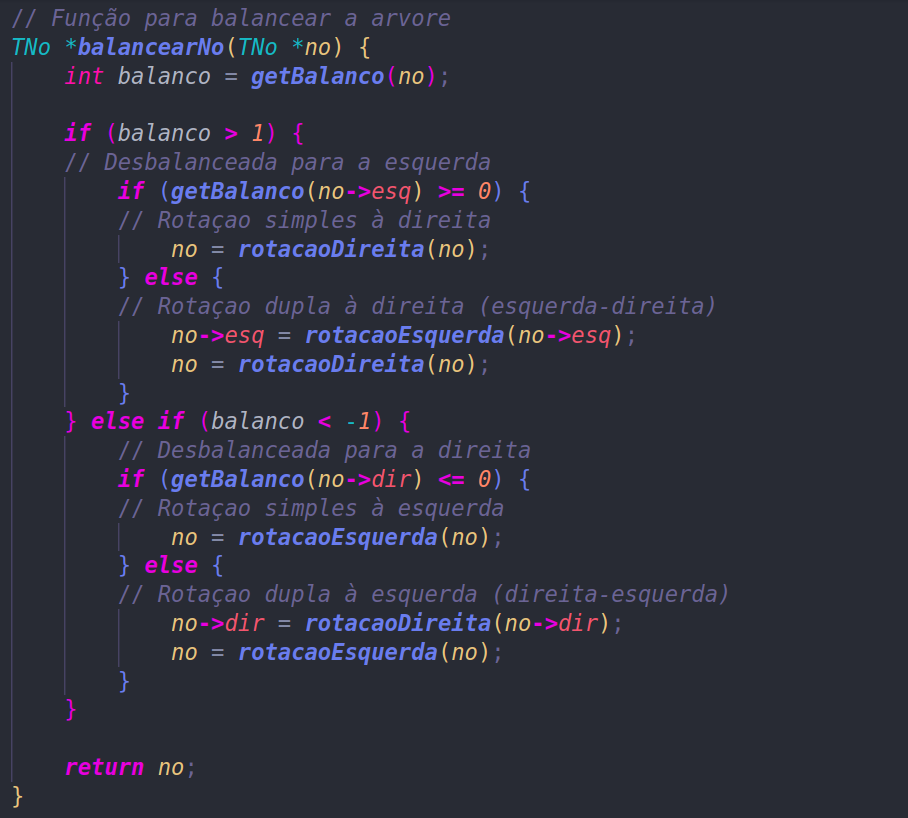 // Função para balancear a arvore
TNo *balancearNo(TNo *no) {
    int balanco = getBalanco(no);

    if (balanco > 1) {
    // Desbalanceada para a esquerda
        if (getBalanco(no->esq) >= 0) {
        // Rotaçao simples à direita
            no = rotacaoDireita(no);
        } else {
        // Rotaçao dupla à direita (esquerda-direita)
            no->esq = rotacaoEsquerda(no->esq);
            no = rotacaoDireita(no);
        }
    } else if (balanco < -1) {
        // Desbalanceada para a direita
        if (getBalanco(no->dir) <= 0) {
        // Rotaçao simples à esquerda
            no = rotacaoEsquerda(no);
        } else {
        // Rotaçao dupla à esquerda (direita-esquerda)
            no->dir = rotacaoDireita(no->dir);
            no = rotacaoEsquerda(no);
        }
    }

    return no;
}